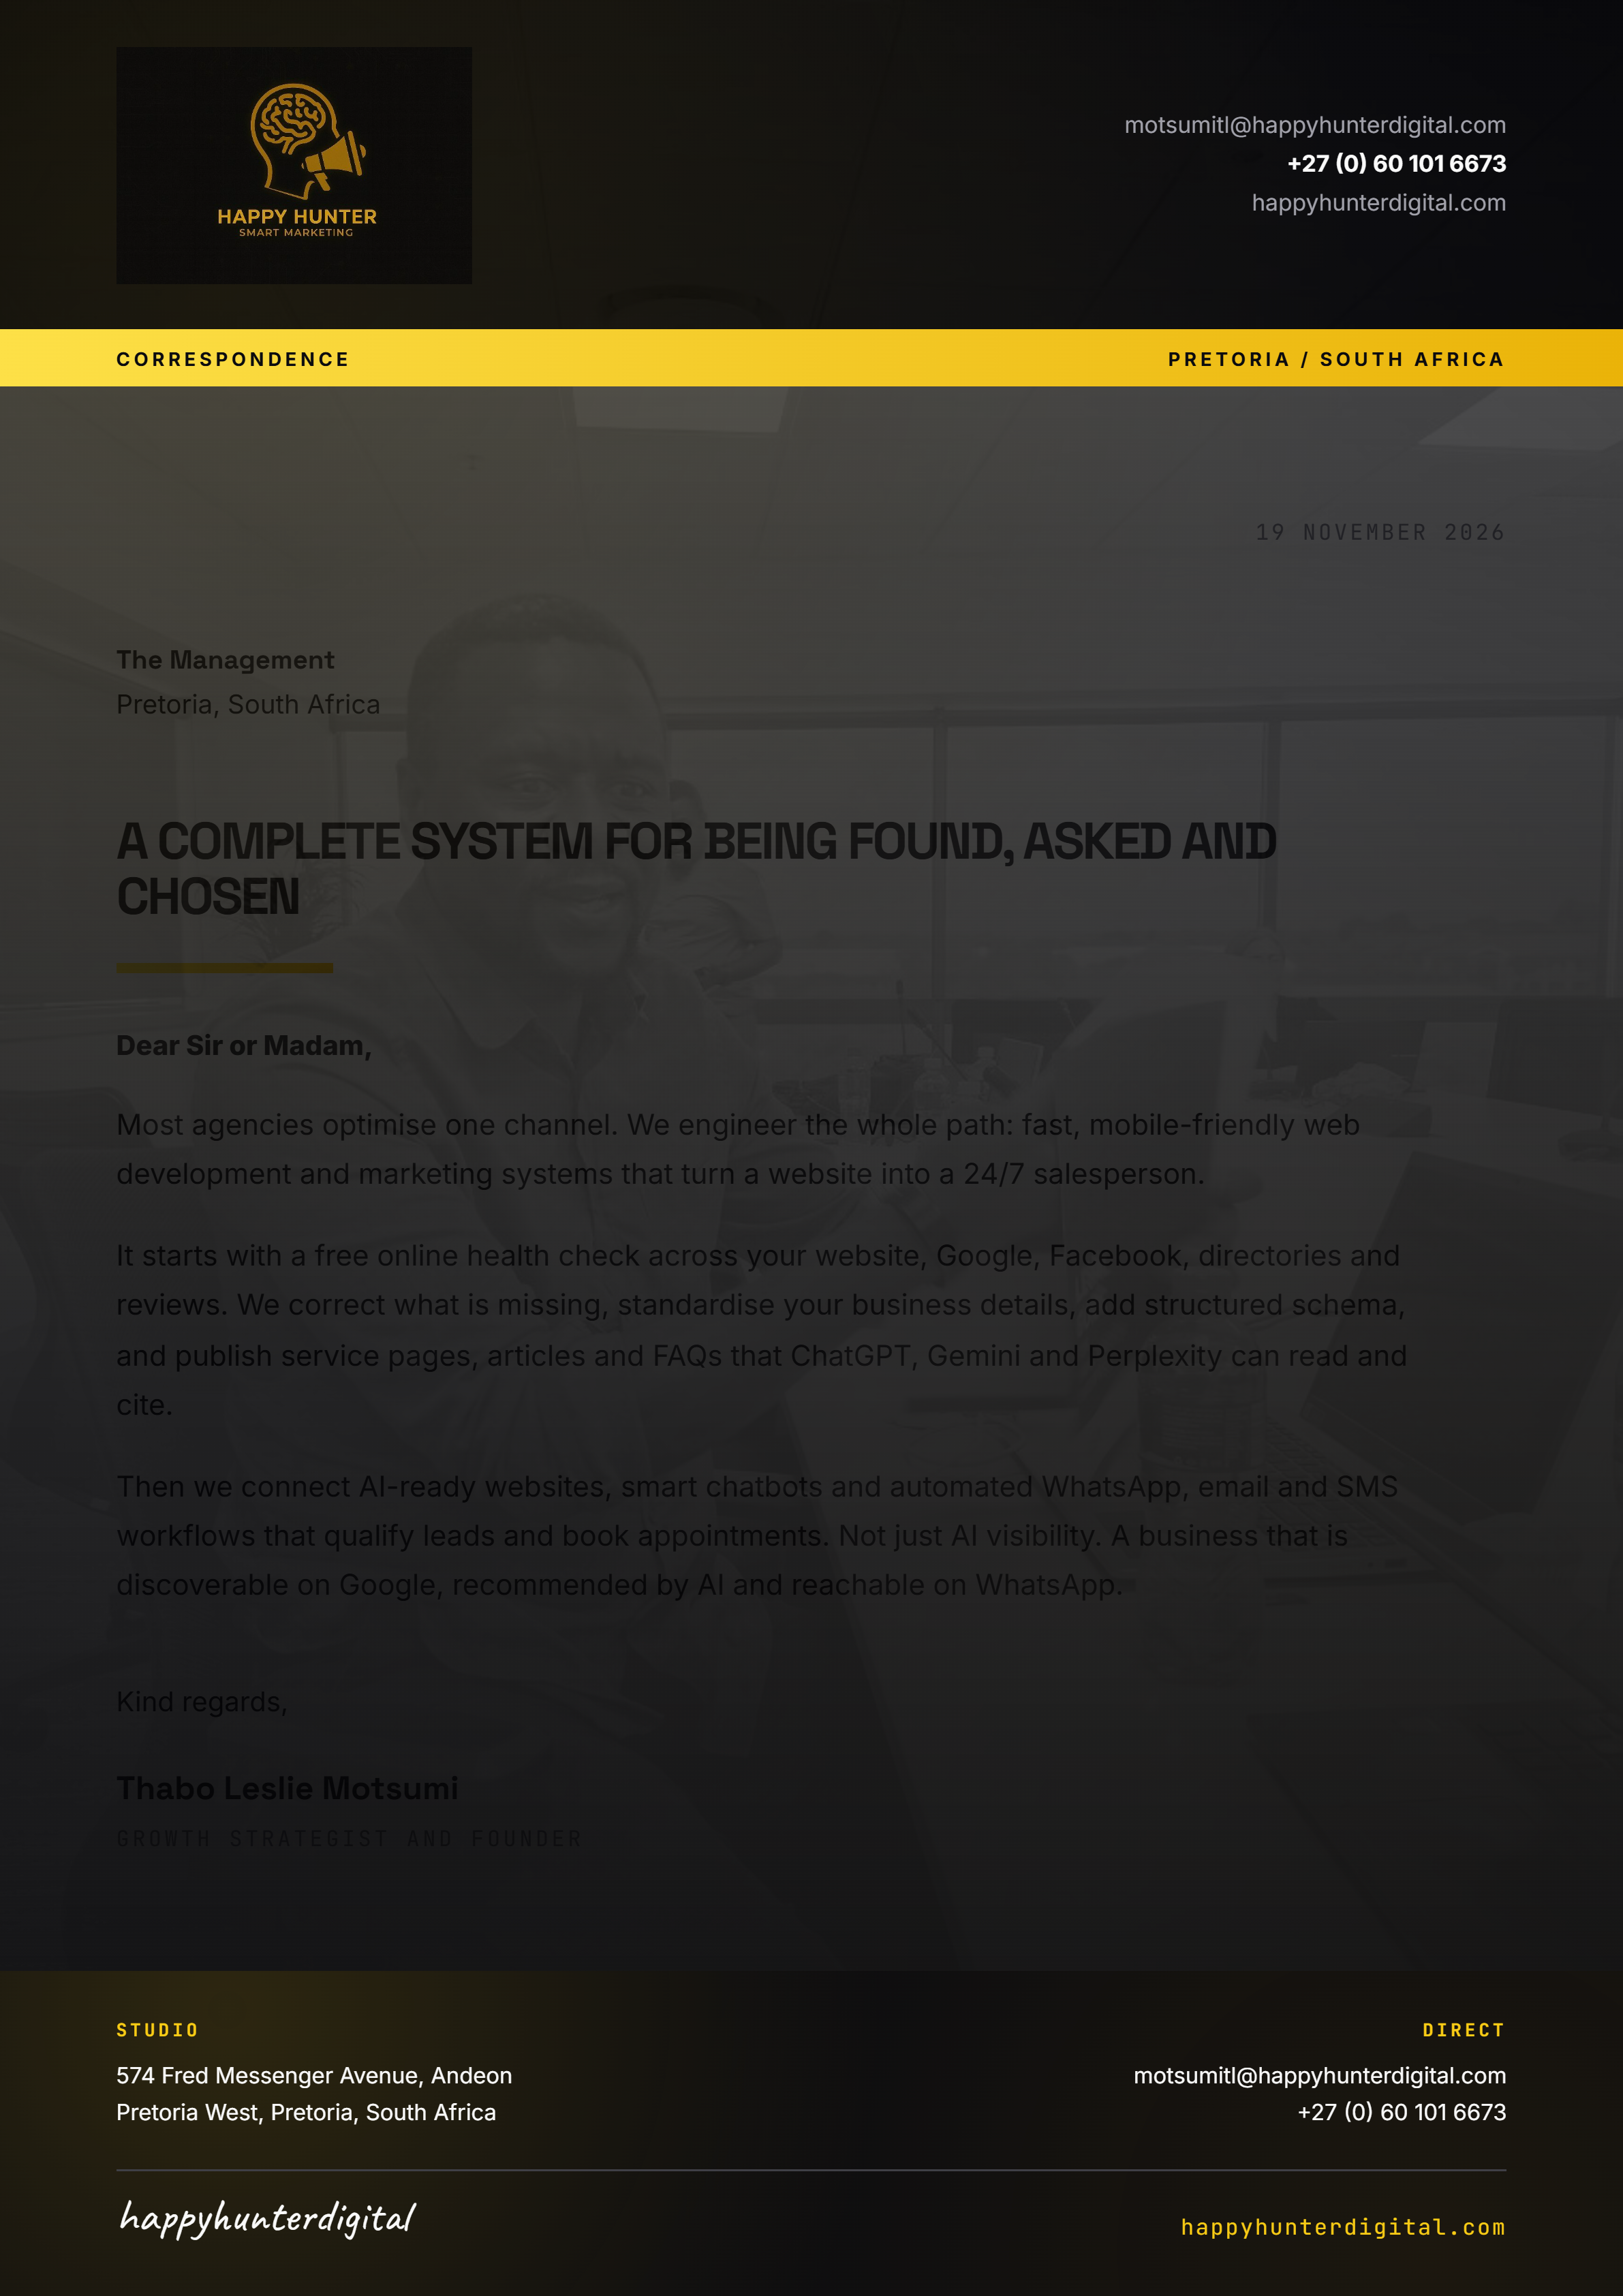 HAPPY HUNTER
SMART MARKETING
motsumitl@happyhunterdigital.com
+27 (0) 60 101 6673
happyhunterdigital.com
CORRESPONDENCE
PRETORIA / SOUTH AFRICA
19 NOVEMBER 2026
The Management
Pretoria, South Africa
A COMPLETE SYSTEM FOR BEING FOUND, ASKED AND
CHOSEN
Dear Sir or Madam,
Most agencies optimise one channel. We engineer the whole path: fast, mobile-friendly web
development and marketing systems that turn a website into a 24/7 salesperson.
It starts with a free online health check across your website, Google, Facebook, directories and
reviews. We correct what is missing, standardise your business details, add structured schema,
and publish service pages, articles and FAQs that ChatGPT, Gemini and Perplexity can read and
cite.
Then we connect AI-ready websites, smart chatbots and automated WhatsApp, email and SMS
workflows that qualify leads and book appointments. Not just AI visibility. A business that is
discoverable on Google, recommended by AI and reachable on WhatsApp.
Kind regards,
Thabo Leslie Motsumi
GROWTH STRATEGIST AND FOUNDER
STUDIO
574 Fred Messenger Avenue, Andeon
Pretoria West, Pretoria, South Africa
DIRECT
motsumitl@happyhunterdigital.com
+27 (0) 60 101 6673
happyhunterdigital
happyhunterdigital.com